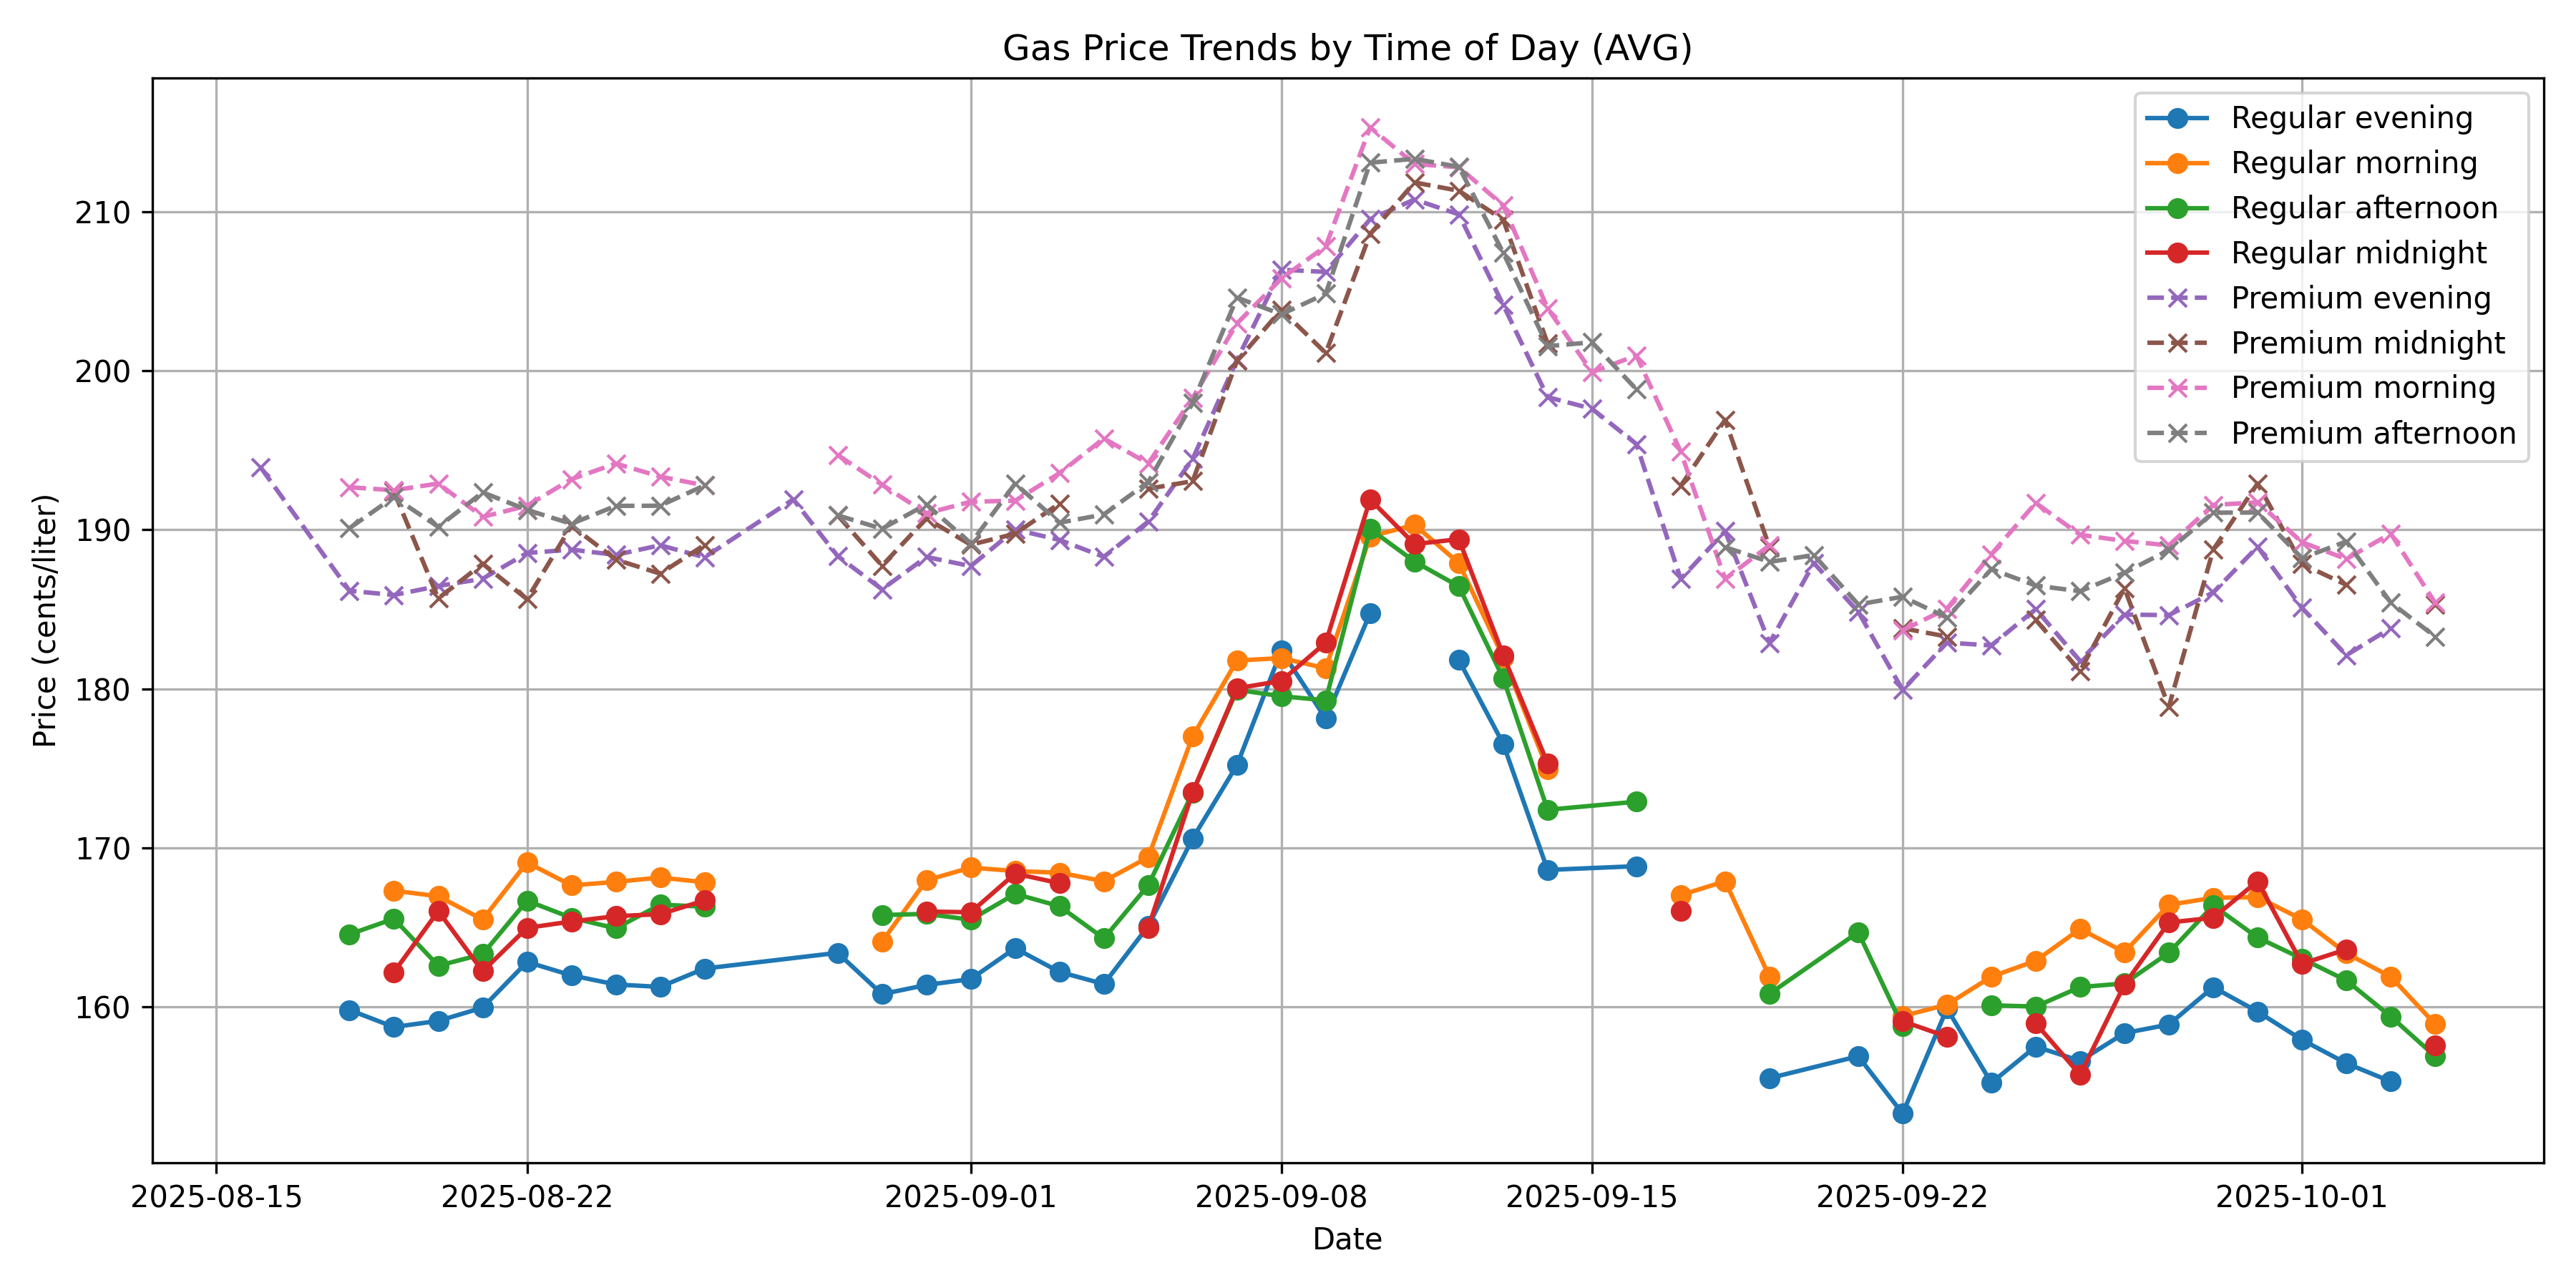 Gas Price Trends by Time of Day (AVG)
Price (cents/liter)
210
200
190
180
170
160
Regular evening
Regular morning
Regular afternoon
Regular midnight
Premium evening
Premium midnight
Premium morning
Premium afternoon
2025-08-15 2025-08-22 2025-09-01 2025-09-08 2025-09-15 2025-09-22 2025-10-01
Date